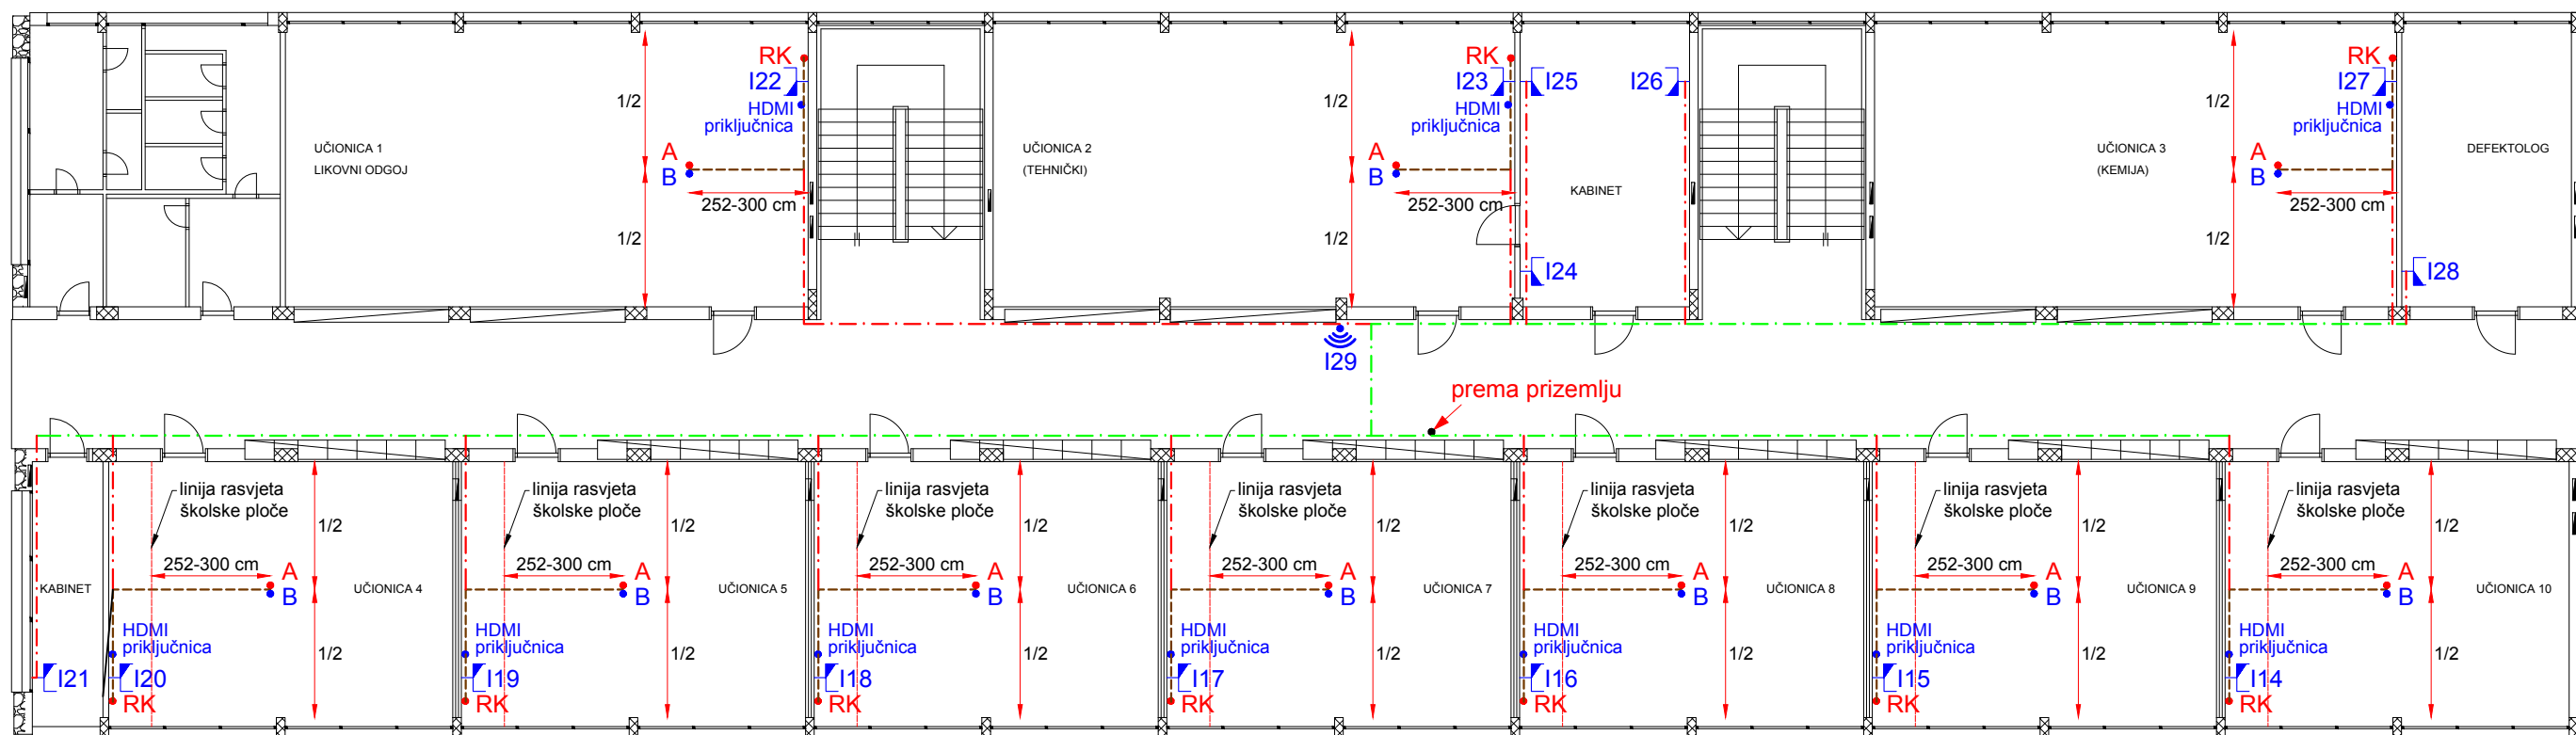 RK
I22
HDMI
priključnica
1/2
UČIONICA 1
LIKOVNI ODGOJ
A
B
252-300 cm
1/2
RK
I23
HDMI
priključnica
1/2
UČIONICA 2
(TEHNIČKI)
A
B
252-300 cm
1/2
I25
I26
KABINET
I24
RK
I27
HDMI
priključnica
1/2
UČIONICA 3
(KEMIJA)
A
B
252-300 cm
1/2
DEFEKTOLOG
I28
I29
prema prizemlju
KABINET
I21
linija rasvjeta
školske ploče
1/2
252-300 cm
A
B
UČIONICA 4
HDMI
priključnica
1/2
I20
RK
linija rasvjeta
školske ploče
1/2
252-300 cm
A
B
UČIONICA 5
HDMI
priključnica
1/2
I19
RK
linija rasvjeta
školske ploče
1/2
252-300 cm
A
B
UČIONICA 6
HDMI
priključnica
1/2
I18
RK
linija rasvjeta
školske ploče
1/2
252-300 cm
A
B
UČIONICA 7
HDMI
priključnica
1/2
I17
RK
linija rasvjeta
školske ploče
1/2
252-300 cm
A
B
UČIONICA 8
HDMI
priključnica
1/2
I16
RK
linija rasvjeta
školske ploče
1/2
252-300 cm
A
B
UČIONICA 9
HDMI
priključnica
1/2
I15
RK
linija rasvjeta
školske ploče
1/2
252-300 cm
A
B
UČIONICA 10
HDMI
priključnica
1/2
I14
RK